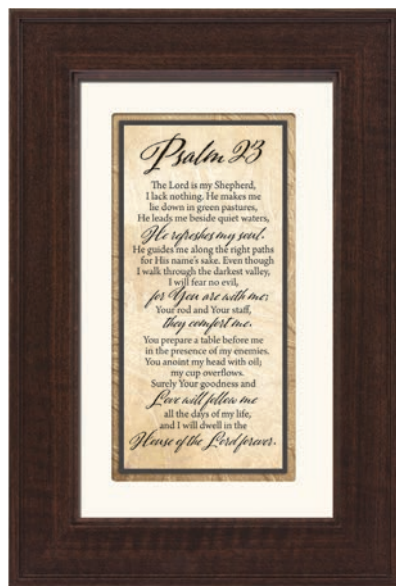 Psalm 23
The Lord is my Shepherd,
I lack nothing. He makes me
lie down in green pastures,
He leads me beside quiet waters,
He refreshes my soul.
He guides me along the right paths
for His name's sake. Even though
I walk through the darkest valley,
I will fear no evil,
for You are with me;
Your rod and Your staff,
they comfort me.
You prepare a table before me
in the presence of my enemies.
You anoint my head with oil;
my cup overflows.
Surely Your goodness and
Love will follow me
all the days of my life,
and I will dwell in the
House of the Lord forever.